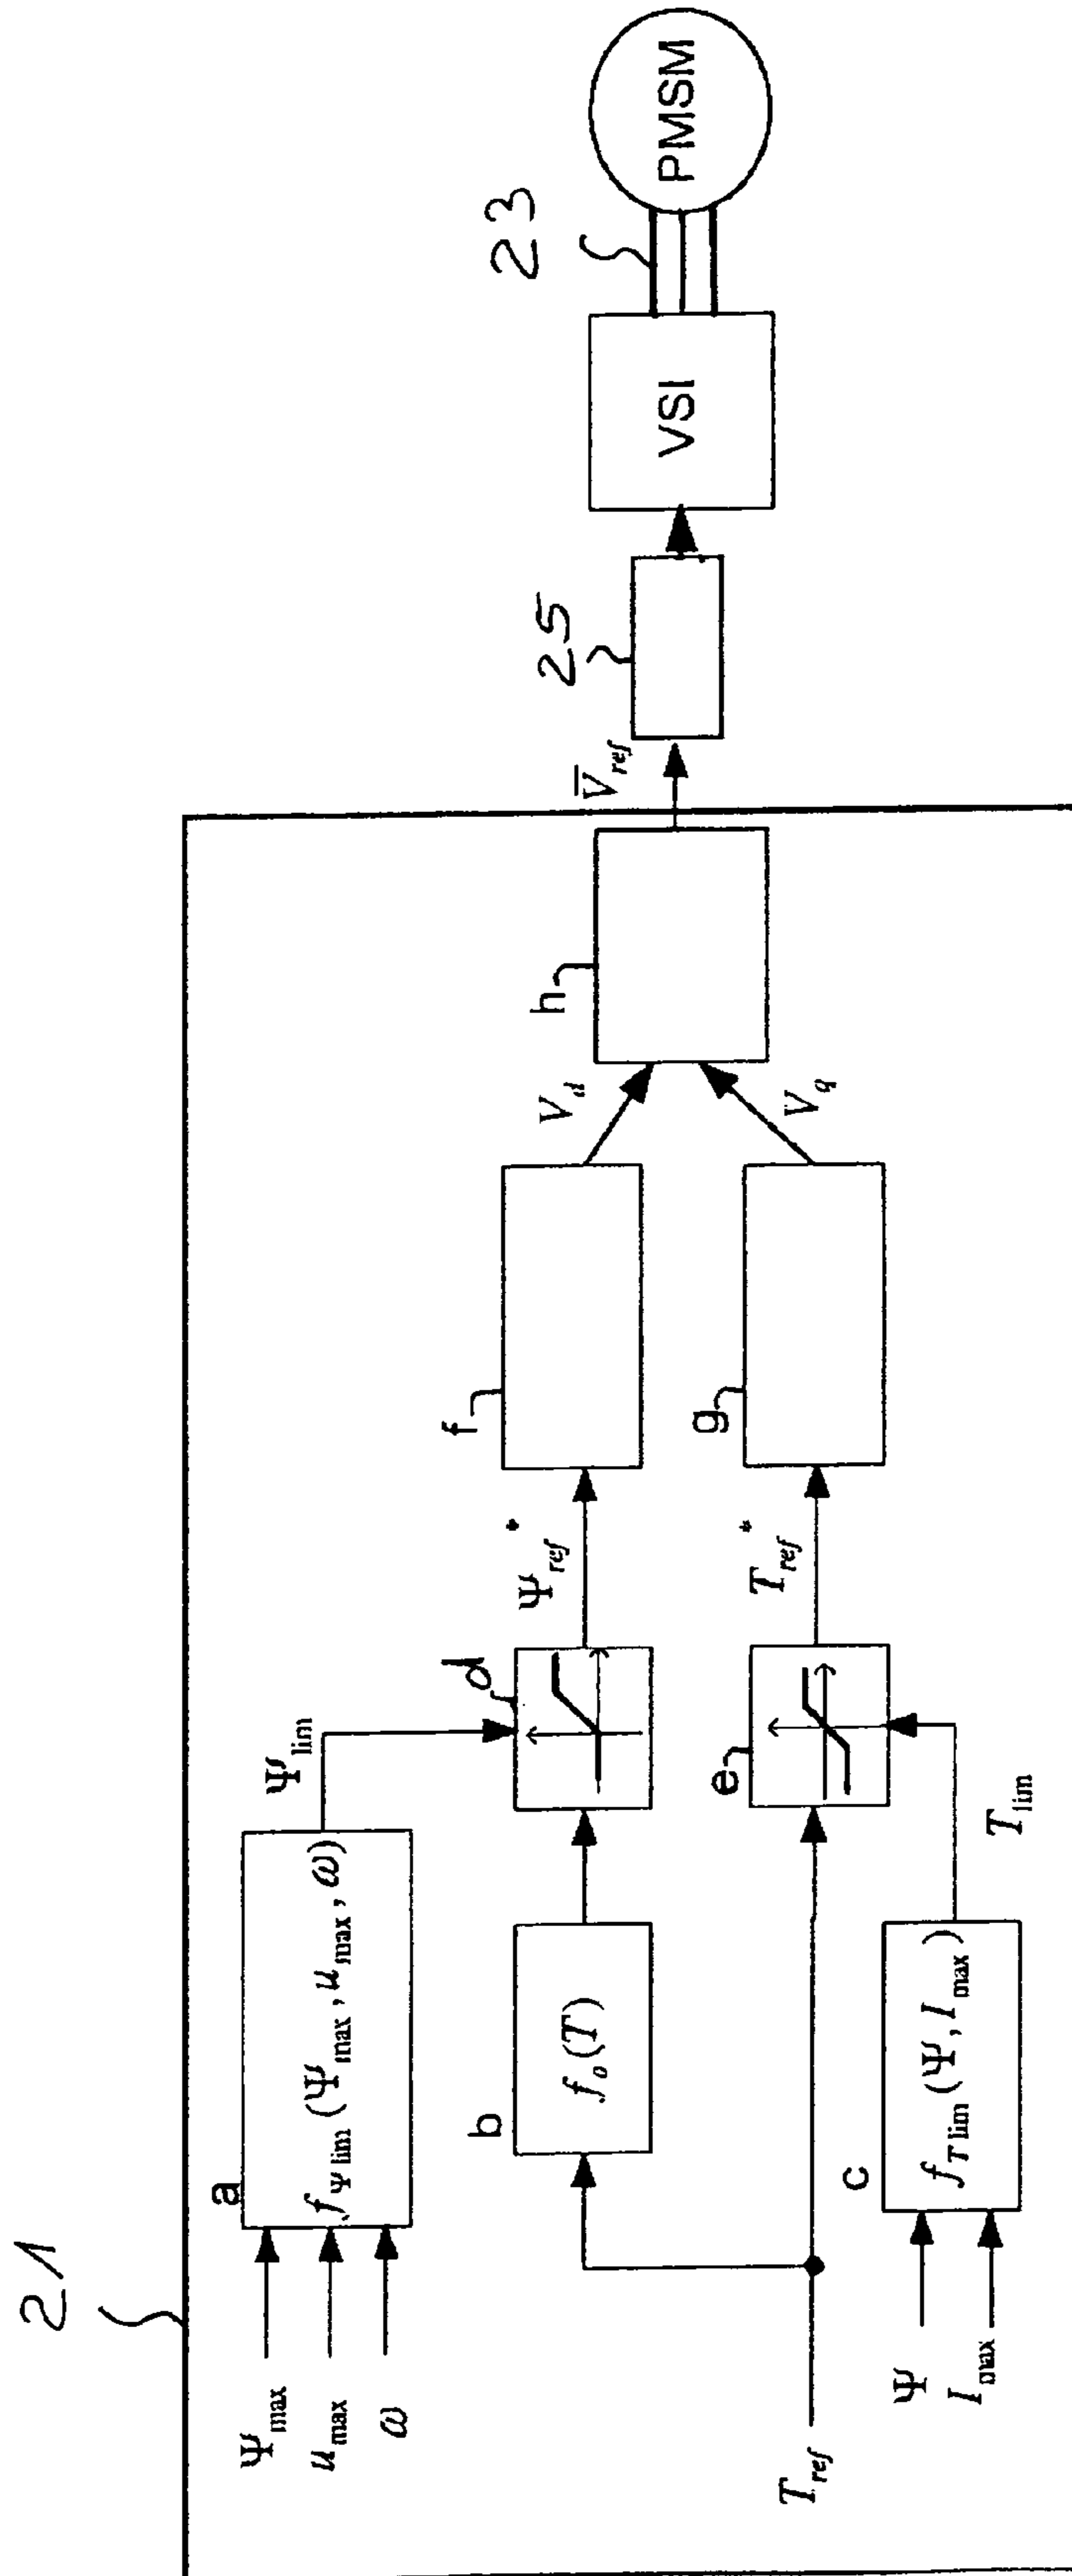 21
Ψmax
umax
ω
a
fΨlim(Ψmax, umax, ω)
Ψlim
b
fo(T)
d
Ψref*
f
Vd
Tref
e
Tref*
g
Vq
h
V̅ref
25
VSI
23
PMSM
Ψ
Imax
c
fTlim(Ψ, Imax)
Tlim